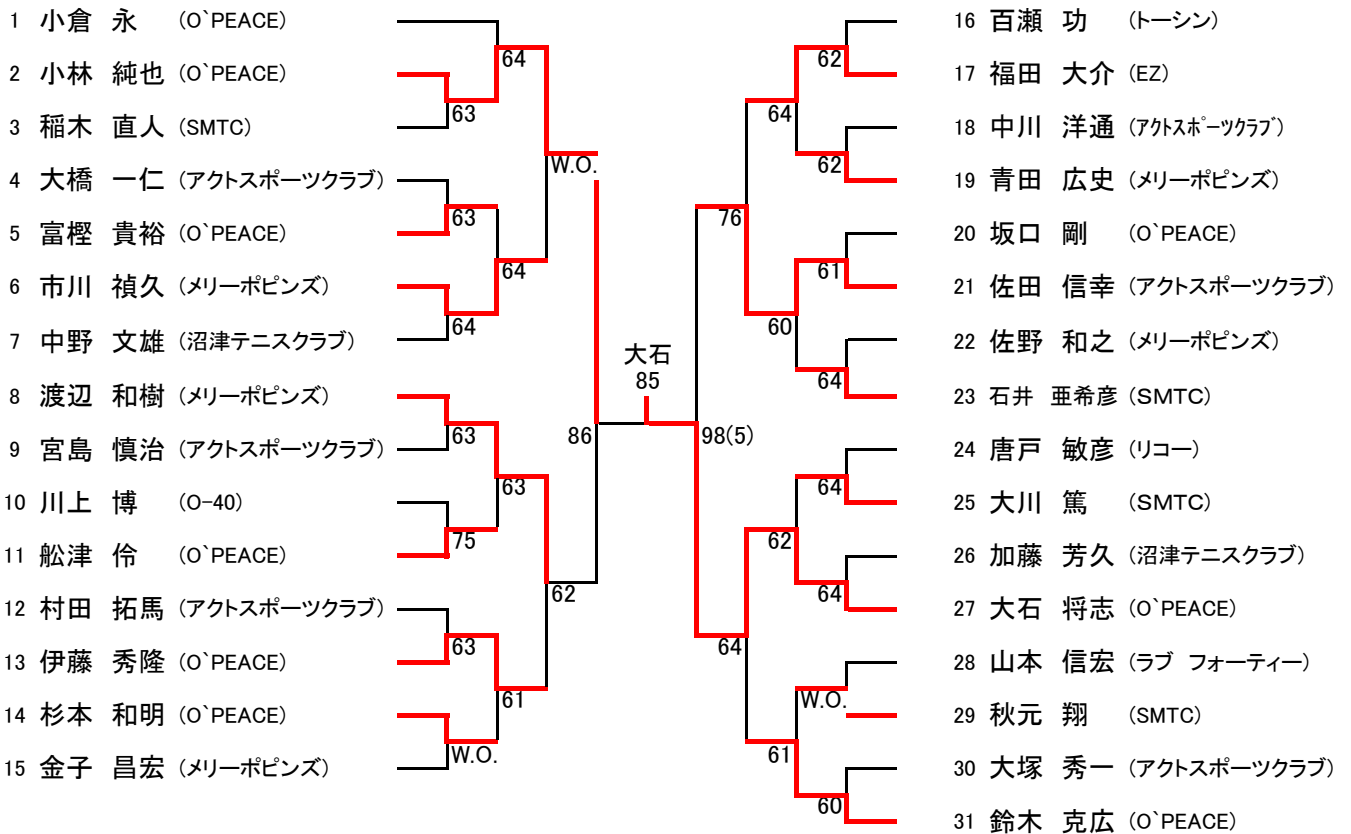 1 小倉 永 (O`PEACE)
2 小林 純也 (O`PEACE)
3 稲木 直人 (SMTC)
4 大橋 一仁 (アクトスポーツクラブ)
5 富樫 貴裕 (O`PEACE)
6 市川 禎久 (メリーポピンズ)
7 中野 文雄 (沼津テニスクラブ)
8 渡辺 和樹 (メリーポピンズ)
9 宮島 慎治 (アクトスポーツクラブ)
10 川上 博 (O-40)
11 舩津 伶 (O`PEACE)
12 村田 拓馬 (アクトスポーツクラブ)
13 伊藤 秀隆 (O`PEACE)
14 杉本 和明 (O`PEACE)
15 金子 昌宏 (メリーポピンズ)
63
63
64
63
75
63
W.O.
64
64
63
61
W.O.
62
86
大石
85
98(5)
76
64
64
60
62
61
62
62
61
64
64
64
W.O.
60
16 百瀬 功 (トーシン)
17 福田 大介 (EZ)
18 中川 洋通 (アクトスポーツクラブ)
19 青田 広史 (メリーポピンズ)
20 坂口 剛 (O`PEACE)
21 佐田 信幸 (アクトスポーツクラブ)
22 佐野 和之 (メリーポピンズ)
23 石井 亜希彦 (SMTC)
24 唐戸 敏彦 (リコー)
25 大川 篤 (SMTC)
26 加藤 芳久 (沼津テニスクラブ)
27 大石 将志 (O`PEACE)
28 山本 信宏 (ラブ フォーティー)
29 秋元 翔 (SMTC)
30 大塚 秀一 (アクトスポーツクラブ)
31 鈴木 克広 (O`PEACE)